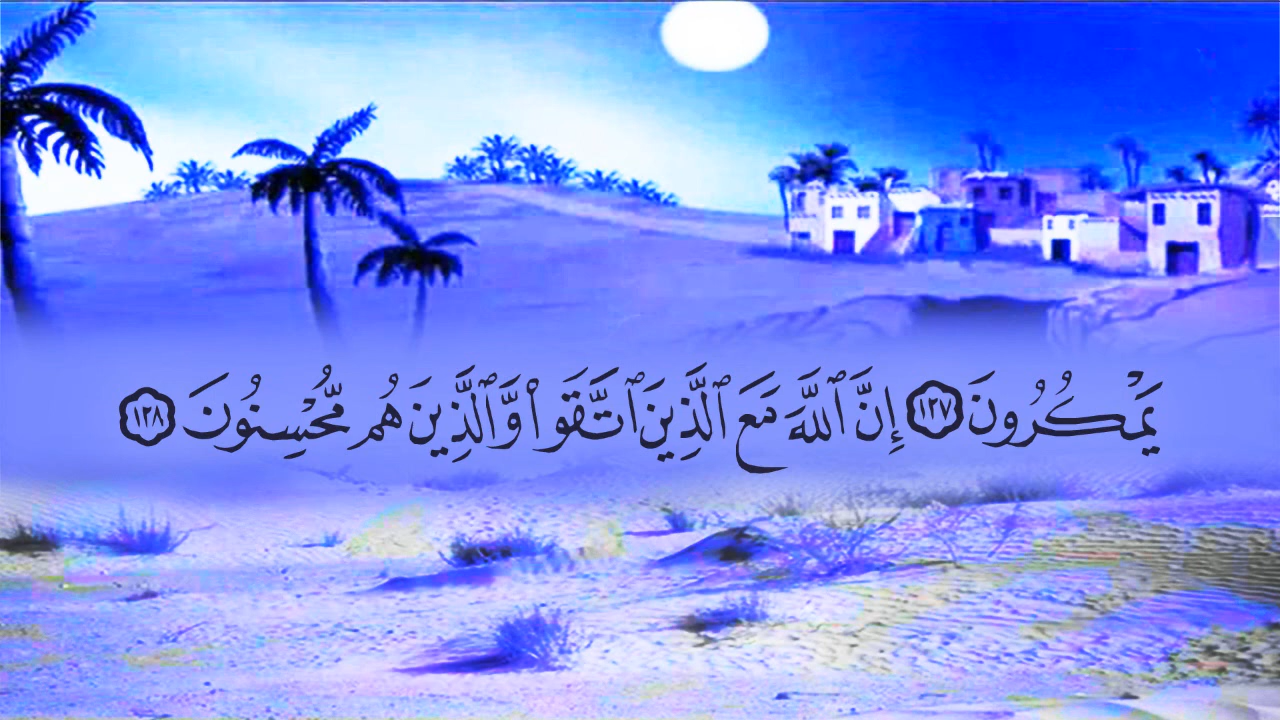 يَمْكُرُونَ ١٢٧ إِنَّ ٱللَّهَ مَعَ ٱلَّذِينَ ٱتَّقَوا۟ وَّٱلَّذِينَ هُم مُّحْسِنُونَ ١٢٨